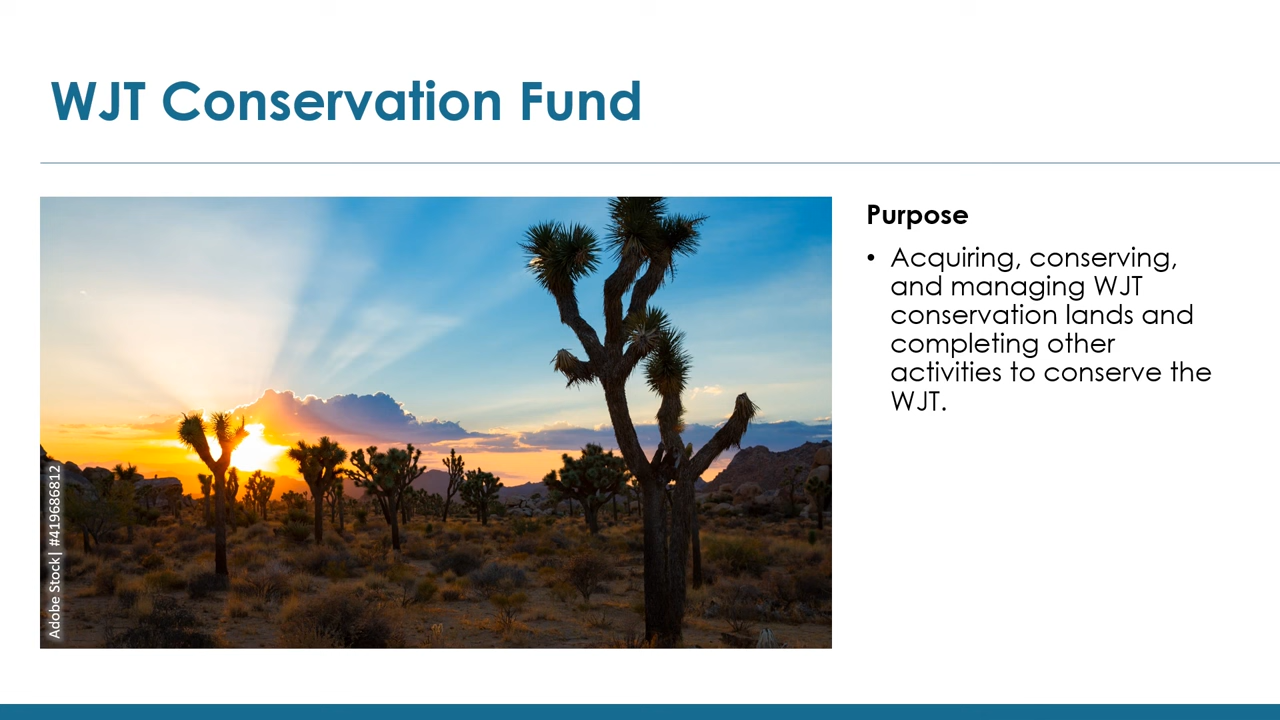 WJT Conservation Fund
Purpose
• Acquiring, conserving,
and managing WJT
conservation lands and
completing other
activities to conserve the
WJT.
Adobe Stock| #419686812